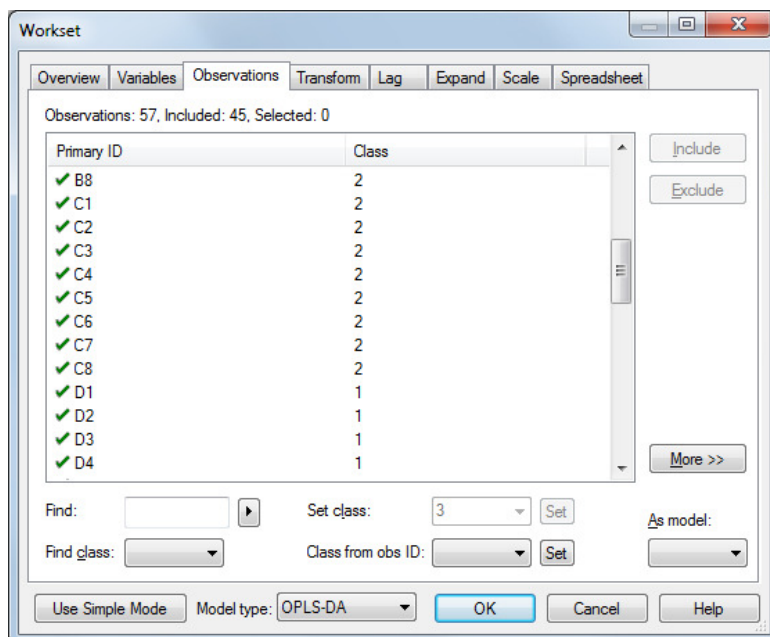 Workset
Overview Variables Observations Transform Lag Expand Scale Spreadsheet
Observations: 57, Included: 45, Selected: 0
Primary ID Class
B8 2
C1 2
C2 2
C3 2
C4 2
C5 2
C6 2
C7 2
C8 2
D1 1
D2 1
D3 1
D4 1
Include
Exclude
More >>
Find: Set class: 3 Set
As model:
Find class: Class from obs ID: Set
Use Simple Mode Model type: OPLS-DA OK Cancel Help